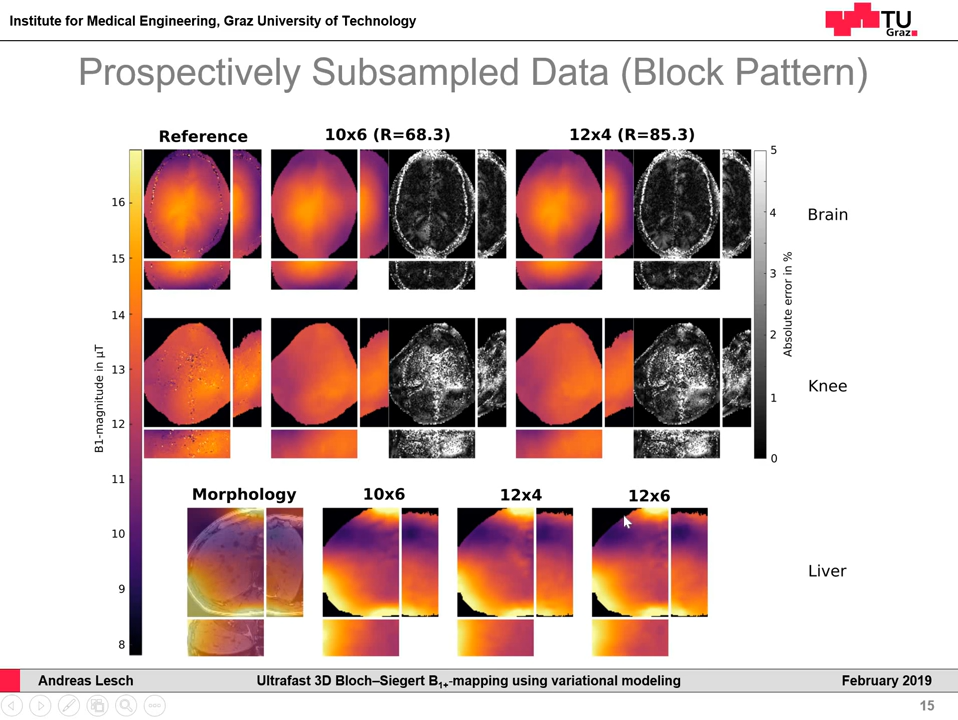 Institute for Medical Engineering, Graz University of Technology
TU
Graz
Prospectively Subsampled Data (Block Pattern)
Reference
10x6 (R=68.3)
12x4 (R=85.3)
5
4
3
2
1
0
Absolute error in %
16
15
14
13
12
11
10
9
8
B1-magnitude in µT
Brain
Knee
Morphology
10x6
12x4
12x6
Liver
Andreas Lesch
Ultrafast 3D Bloch–Siegert B1+-mapping using variational modeling
February 2019
15